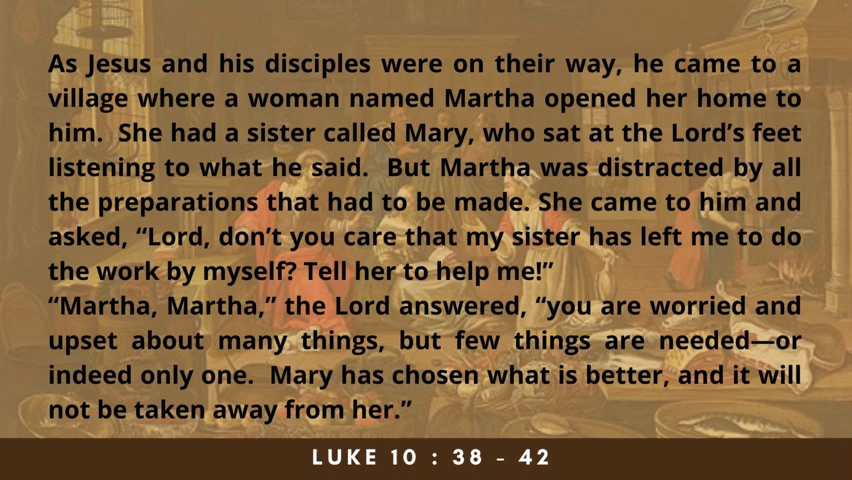 As Jesus and his disciples were on their way, he came to a
village where a woman named Martha opened her home to
him.  She had a sister called Mary, who sat at the Lord’s feet
listening to what he said.  But Martha was distracted by all
the preparations that had to be made. She came to him and
asked, “Lord, don’t you care that my sister has left me to do
the work by myself? Tell her to help me!”
“Martha, Martha,” the Lord answered, “you are worried and
upset about many things, but few things are needed—or
indeed only one.  Mary has chosen what is better, and it will
not be taken away from her.”
LUKE 10 : 38 - 42